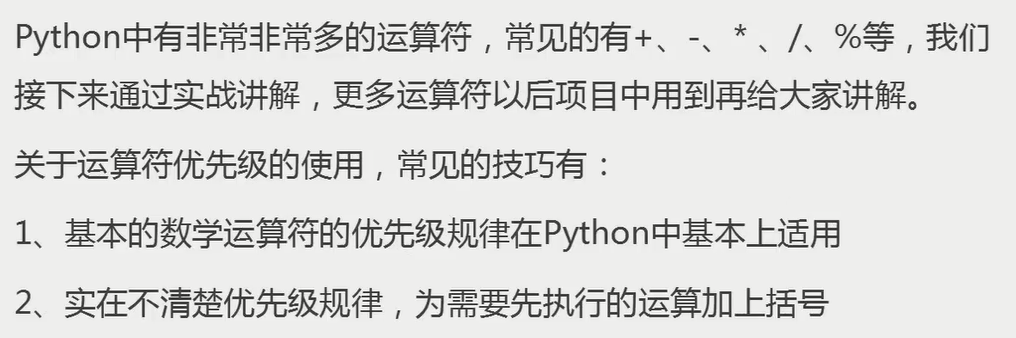 Python中有非常非常多的运算符，常见的有+、-、* 、/、%等，我们
接下来通过实战讲解，更多运算符以后项目中用到再给大家讲解。
关于运算符优先级的使用，常见的技巧有：
1、基本的数学运算符的优先级规律在Python中基本上适用
2、实在不清楚优先级规律，为需要先执行的运算加上括号